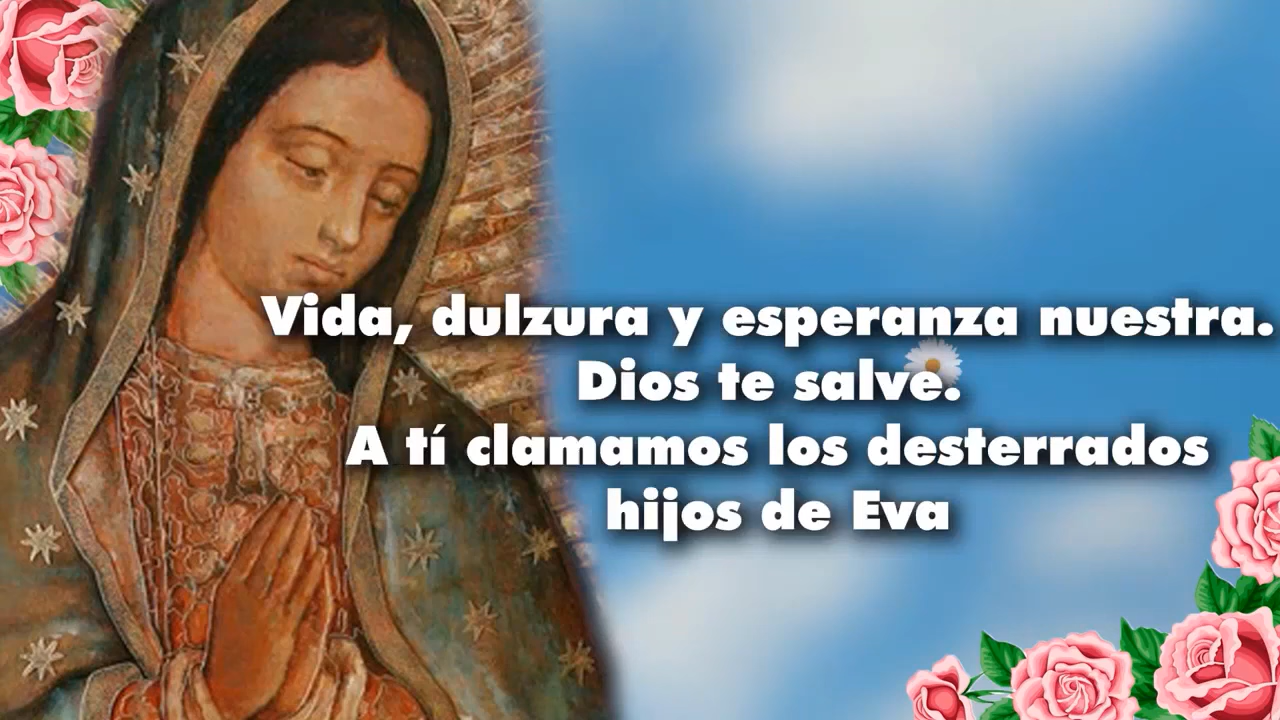 Vida, dulzura y esperanza nuestra.
Dios te salve.
A tí clamamos los desterrados
hijos de Eva